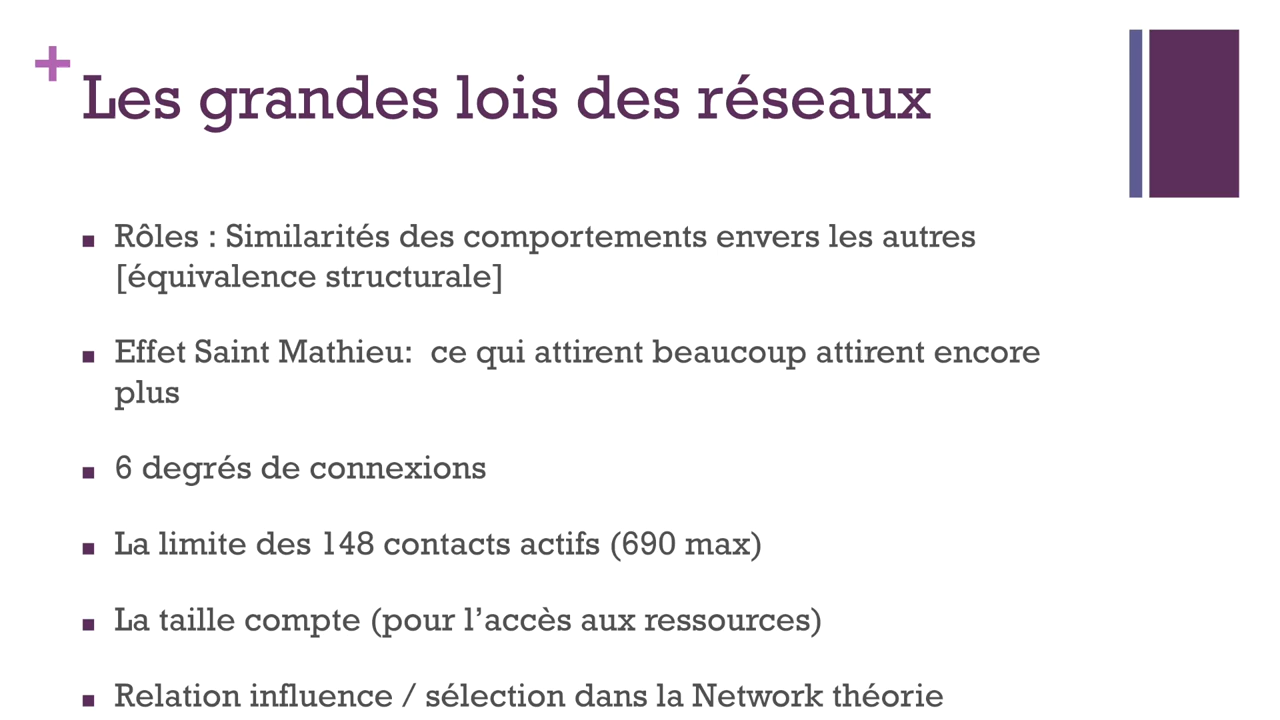 +
Les grandes lois des réseaux
▪ Rôles : Similarités des comportements envers les autres
[équivalence structurale]
▪ Effet Saint Mathieu:  ce qui attirent beaucoup attirent encore
plus
▪ 6 degrés de connexions
▪ La limite des 148 contacts actifs (690 max)
▪ La taille compte (pour l’accès aux ressources)
▪ Relation influence / sélection dans la Network théorie